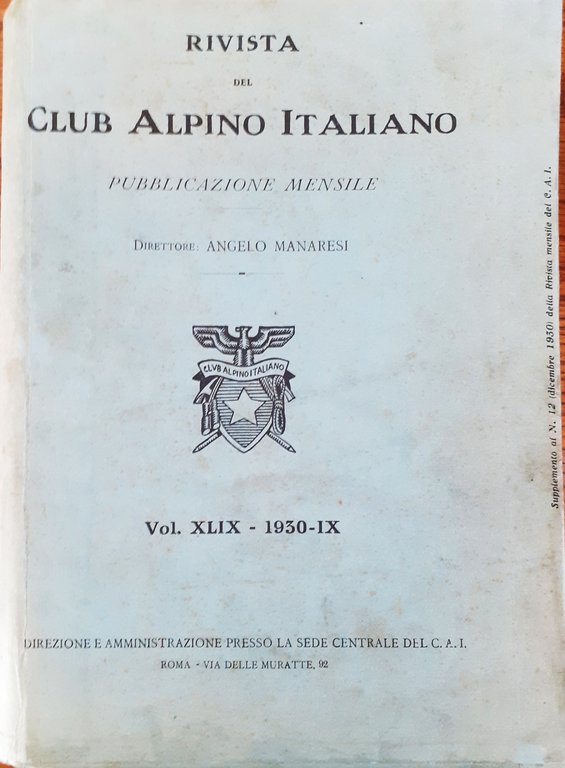 RIVISTA
DEL
CLUB ALPINO ITALIANO
PUBBLICAZIONE MENSILE
DIRETTORE: ANGELO MANARESI
CLVB ALPINO ITALIANO
Vol. XLIX - 1930-IX
DIREZIONE E AMMINISTRAZIONE PRESSO LA SEDE CENTRALE DEL C. A. I.
ROMA - VIA DELLE MURATTE, 92
Supplemento al N. 12 (dicembre 1930) della Rivista mensile del C. A. I.